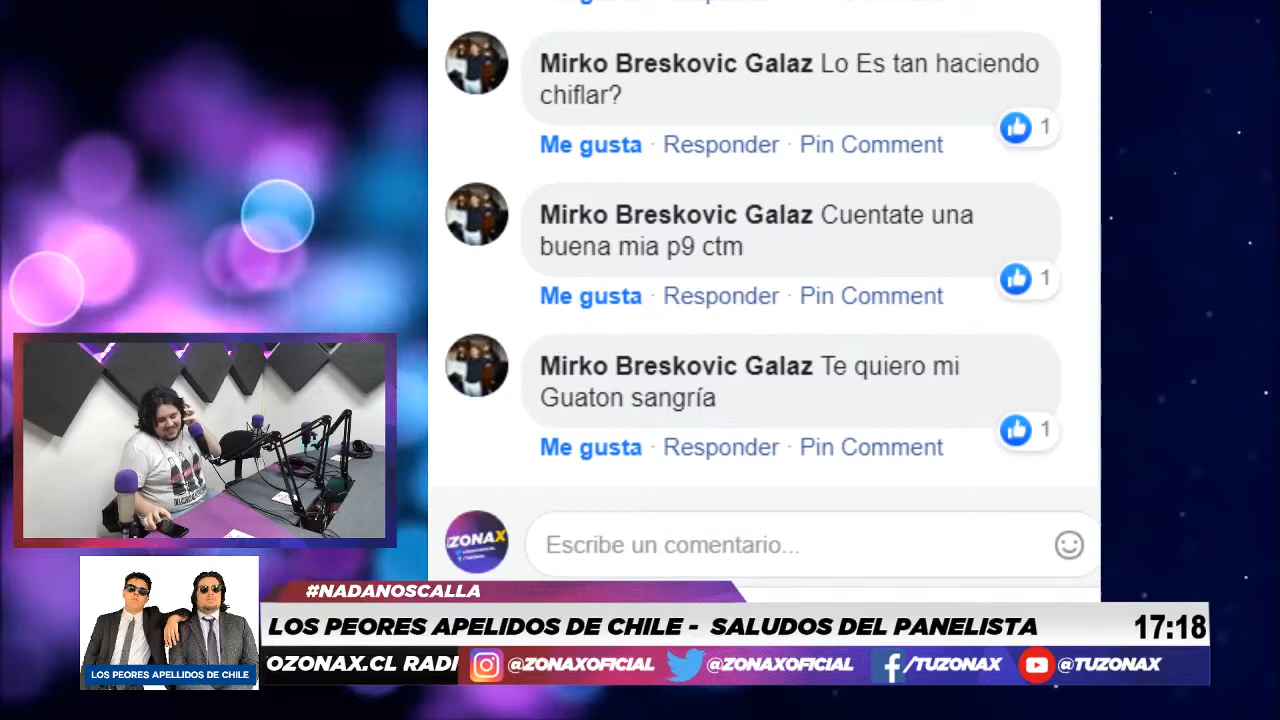 Mirko Breskovic Galaz Lo Es tan haciendo
chiflar?
1
Me gusta · Responder · Pin Comment
Mirko Breskovic Galaz Cuentate una
buena mia p9 ctm
1
Me gusta · Responder · Pin Comment
Mirko Breskovic Galaz Te quiero mi
Guaton sangría
1
Me gusta · Responder · Pin Comment
ZONAX
Escribe un comentario...
#NADANOSCALLA
LOS PEORES APELIDOS DE CHILE - SALUDOS DEL PANELISTA
17:18
LOS PEORES APELLIDOS DE CHILE
OZONAX.CL RADI
@ZONAXOFICIAL
@ZONAXOFICIAL
/TUZONAX
@TUZONAX